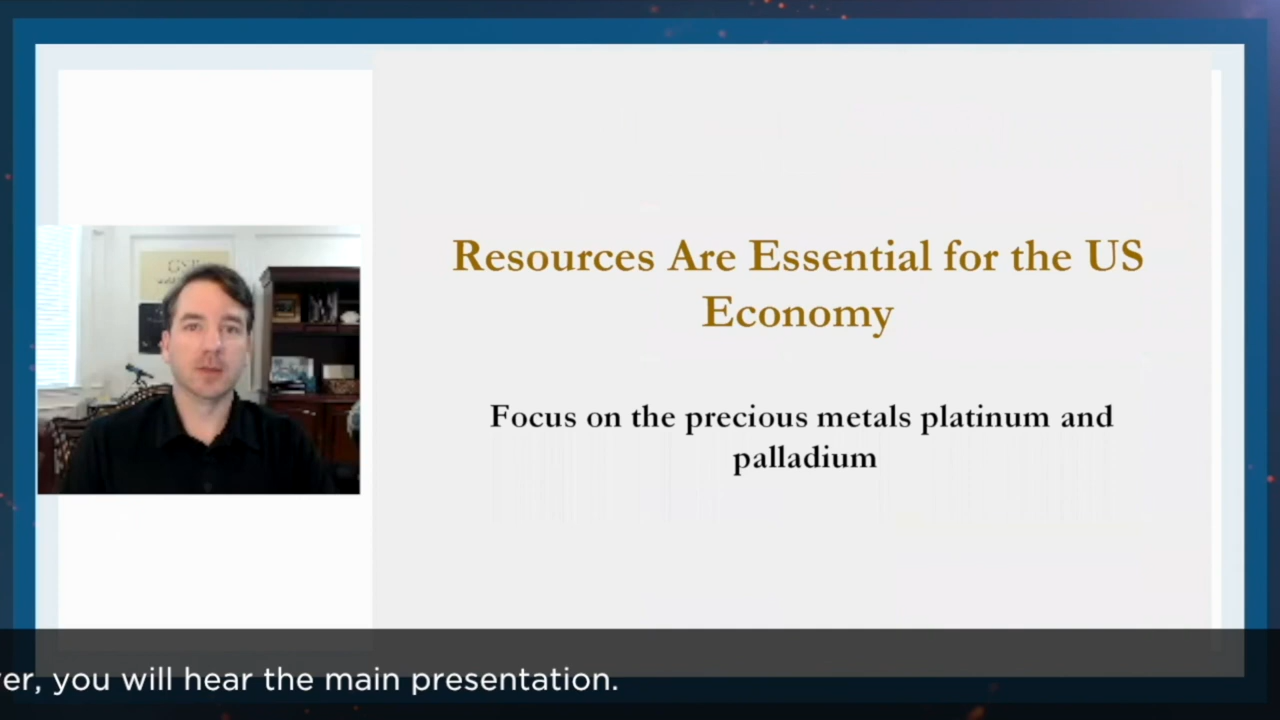 Resources Are Essential for the US
Economy
Focus on the precious metals platinum and
palladium
er, you will hear the main presentation.